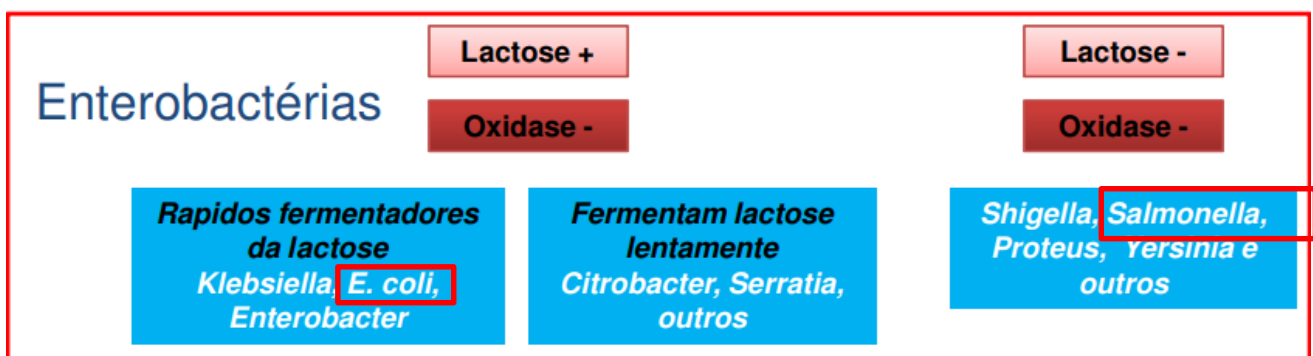 Lactose +
Lactose -
Enterobactérias
Oxidase -
Oxidase -
Rapidos fermentadores
da lactose
Klebsiella, E. coli,
Enterobacter
Fermentam lactose
lentamente
Citrobacter, Serratia,
outros
Shigella, Salmonella,
Proteus, Yersinia e
outros